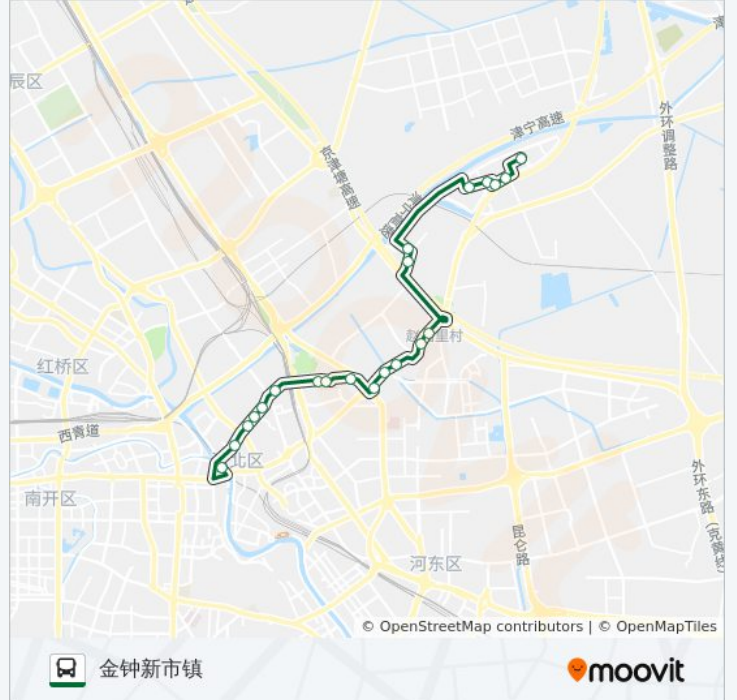 辰区
津宁高速
外环调整路
京津塘高速
红桥区
西青道
北区
南开区
外环东路（克黄线）
昆仑路
河东区
© OpenStreetMap contributors | © OpenMapTiles
金钟新市镇
moovit